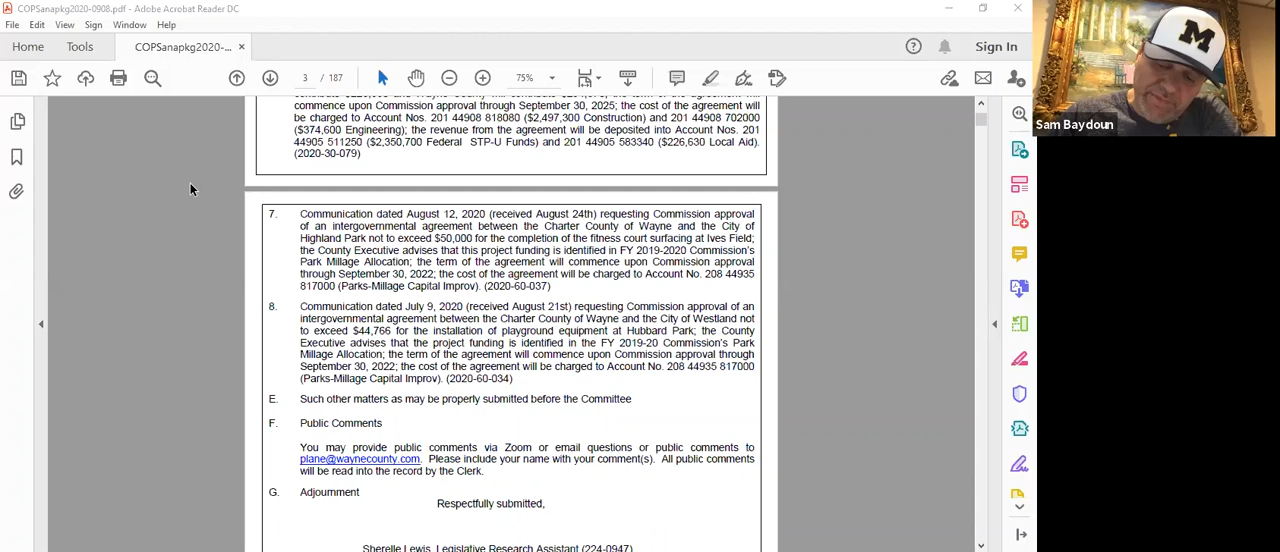 COPSanapkg2020-0908.pdf - Adobe Acrobat Reader DC
File Edit View Sign Window Help
Home Tools COPSanapkg2020-... × Sign In
3 / 187 75%
commence upon Commission approval through September 30, 2025; the cost of the agreement will
be charged to Account Nos. 201 44908 818080 ($2,497,300 Construction) and 201 44908 702000
($374,600 Engineering); the revenue from the agreement will be deposited into Account Nos. 201
44905 511250 ($2,350,700 Federal STP-U Funds) and 201 44905 583340 ($226,630 Local Aid).
(2020-30-079)
7. Communication dated August 12, 2020 (received August 24th) requesting Commission approval
of an intergovernmental agreement between the Charter County of Wayne and the City of
Highland Park not to exceed $50,000 for the completion of the fitness court surfacing at Ives Field;
the County Executive advises that this project funding is identified in FY 2019-2020 Commission's
Park Millage Allocation; the term of the agreement will commence upon Commission approval
through September 30, 2022; the cost of the agreement will be charged to Account No. 208 44935
817000 (Parks-Millage Capital Improv). (2020-60-037)
8. Communication dated July 9, 2020 (received August 21st) requesting Commission approval of an
intergovernmental agreement between the Charter County of Wayne and the City of Westland not
to exceed $44,766 for the installation of playground equipment at Hubbard Park; the County
Executive advises that the project funding is identified in the FY 2019-20 Commission's Park
Millage Allocation; the term of the agreement will commence upon Commission approval through
September 30, 2022; the cost of the agreement will be charged to Account No. 208 44935 817000
(Parks-Millage Capital Improv). (2020-60-034)
E. Such other matters as may be properly submitted before the Committee
F. Public Comments
You may provide public comments via Zoom or email questions or public comments to
plane@waynecounty.com. Please include your name with your comment(s). All public comments
will be read into the record by the Clerk.
G. Adjournment
Respectfully submitted,
Sherelle Lewis, Legislative Research Assistant (224-0947)
M
Sam Baydoun